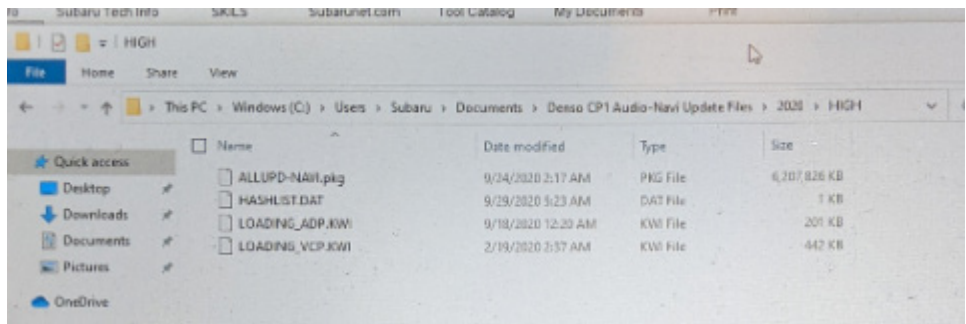 Subaru Tech Info SKILS Subarunet.com Tool Catalog My Documents Print
HIGH
File Home Share View
This PC > Windows (C:) > Users > Subaru > Documents > Denso CP1 Audio-Navi Update Files > 2020 > HIGH
Name Date modified Type Size
Quick access
Desktop
Downloads
Documents
Pictures
OneDrive
ALLUPD-NAVI.pkg 9/24/2020 2:17 AM PKG File 6,207,826 KB
HASHLIST.DAT 9/29/2020 5:23 AM DAT File 1 KB
LOADING_ADP.KWI 9/18/2020 12:20 AM KWI File 201 KB
LOADING_VCP.KWI 2/19/2020 2:37 AM KWI File 442 KB